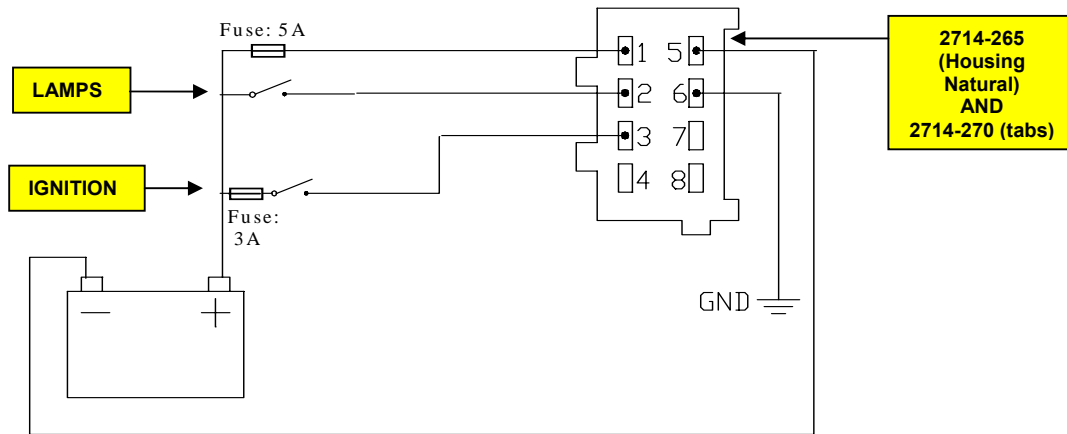 Fuse: 5A
LAMPS
IGNITION
Fuse:
3A
1 5
2 6
3 7
4 8
GND
2714-265
(Housing
Natural)
AND
2714-270 (tabs)
— +